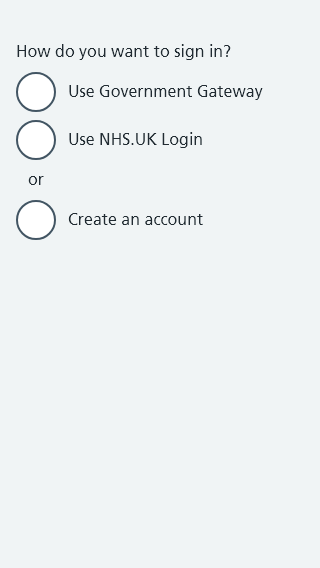 How do you want to sign in?
Use Government Gateway
Use NHS.UK Login
or
Create an account